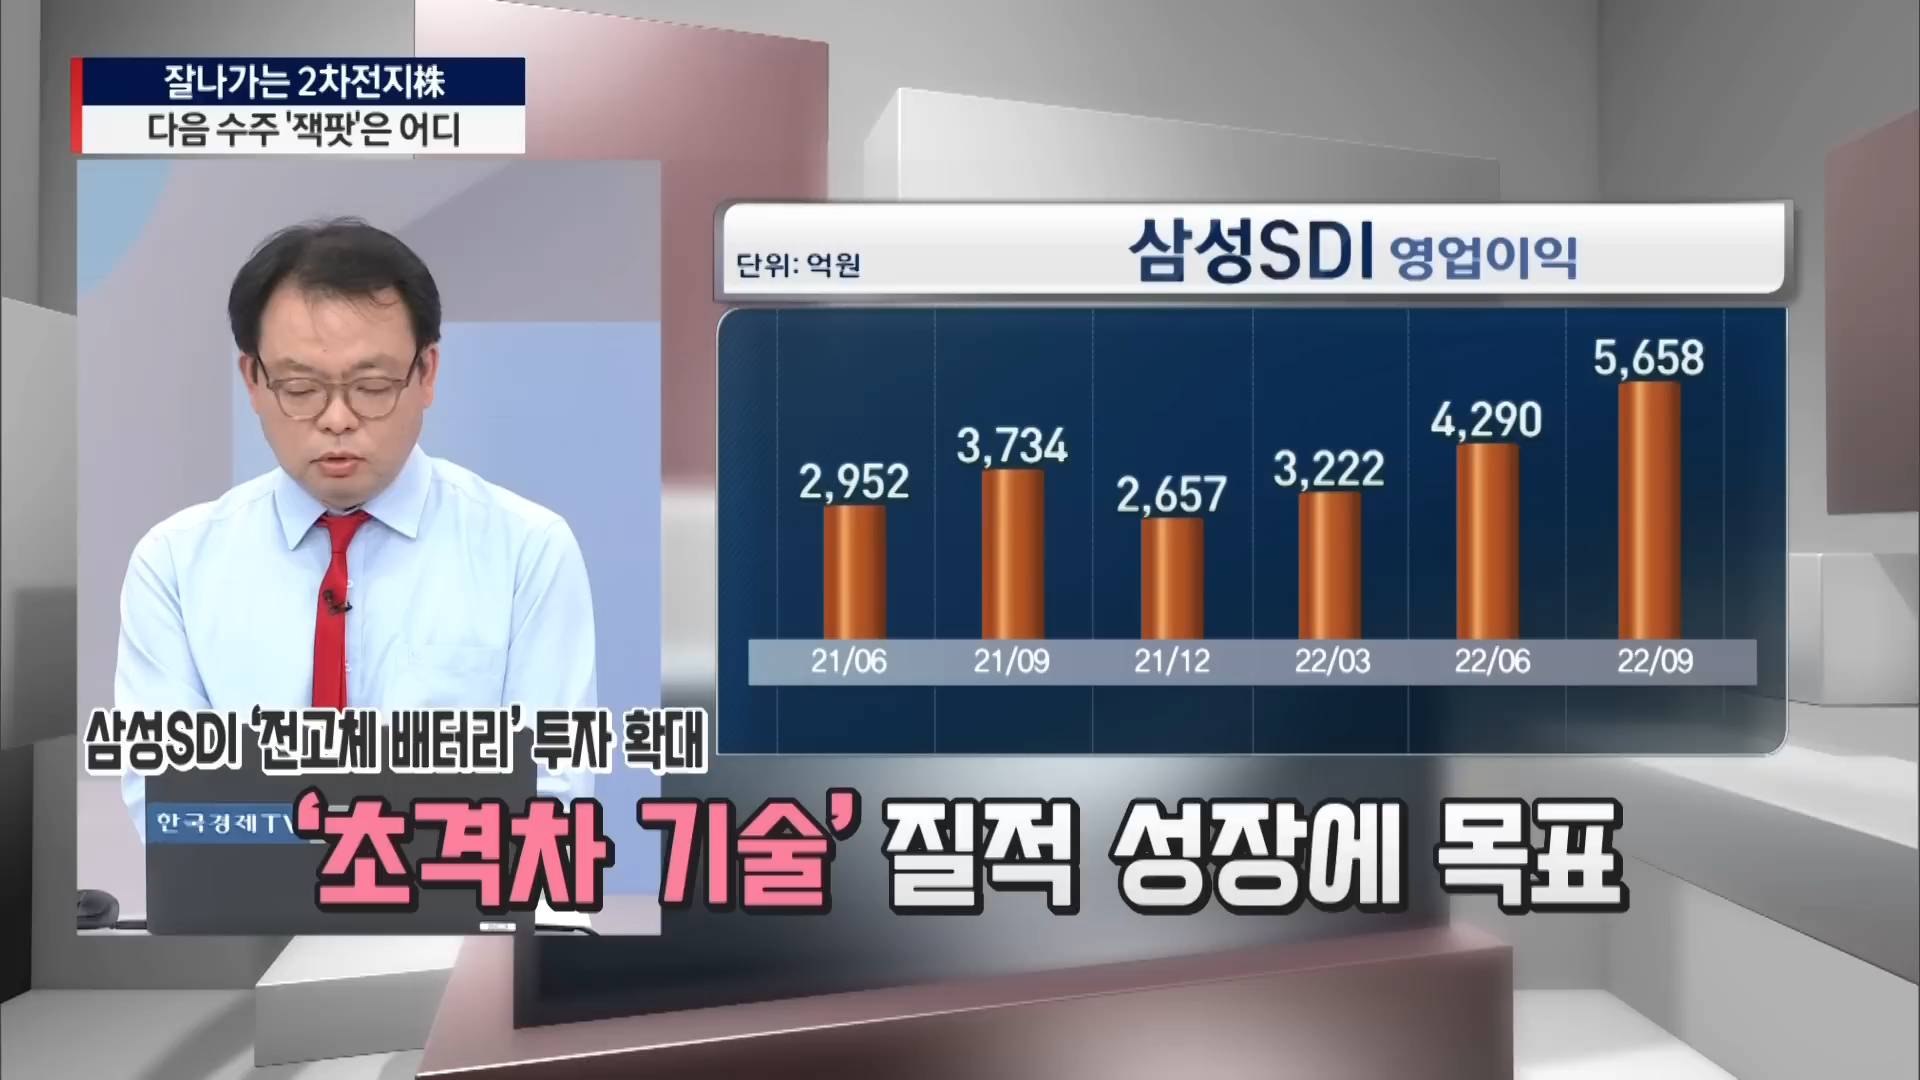 잘나가는 2차전지株
다음 수주 '잭팟'은 어디
단위: 억원
삼성SDI 영업이익
2,952
3,734
2,657
3,222
4,290
5,658
21/06
21/09
21/12
22/03
22/06
22/09
삼성SDI '전고체 배터리' 투자 확대
한국경제TV
'초격차 기술' 질적 성장에 목표